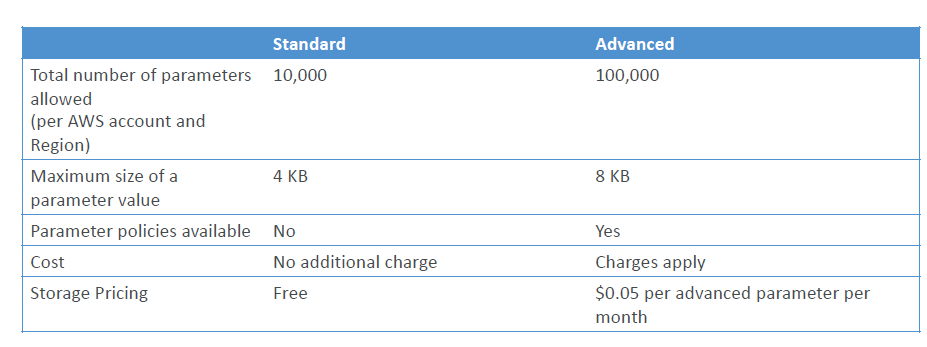 Standard Advanced
Total number of parameters 10,000 100,000
allowed
(per AWS account and
Region)
Maximum size of a 4 KB 8 KB
parameter value
Parameter policies available No Yes
Cost No additional charge Charges apply
Storage Pricing Free $0.05 per advanced parameter per
month